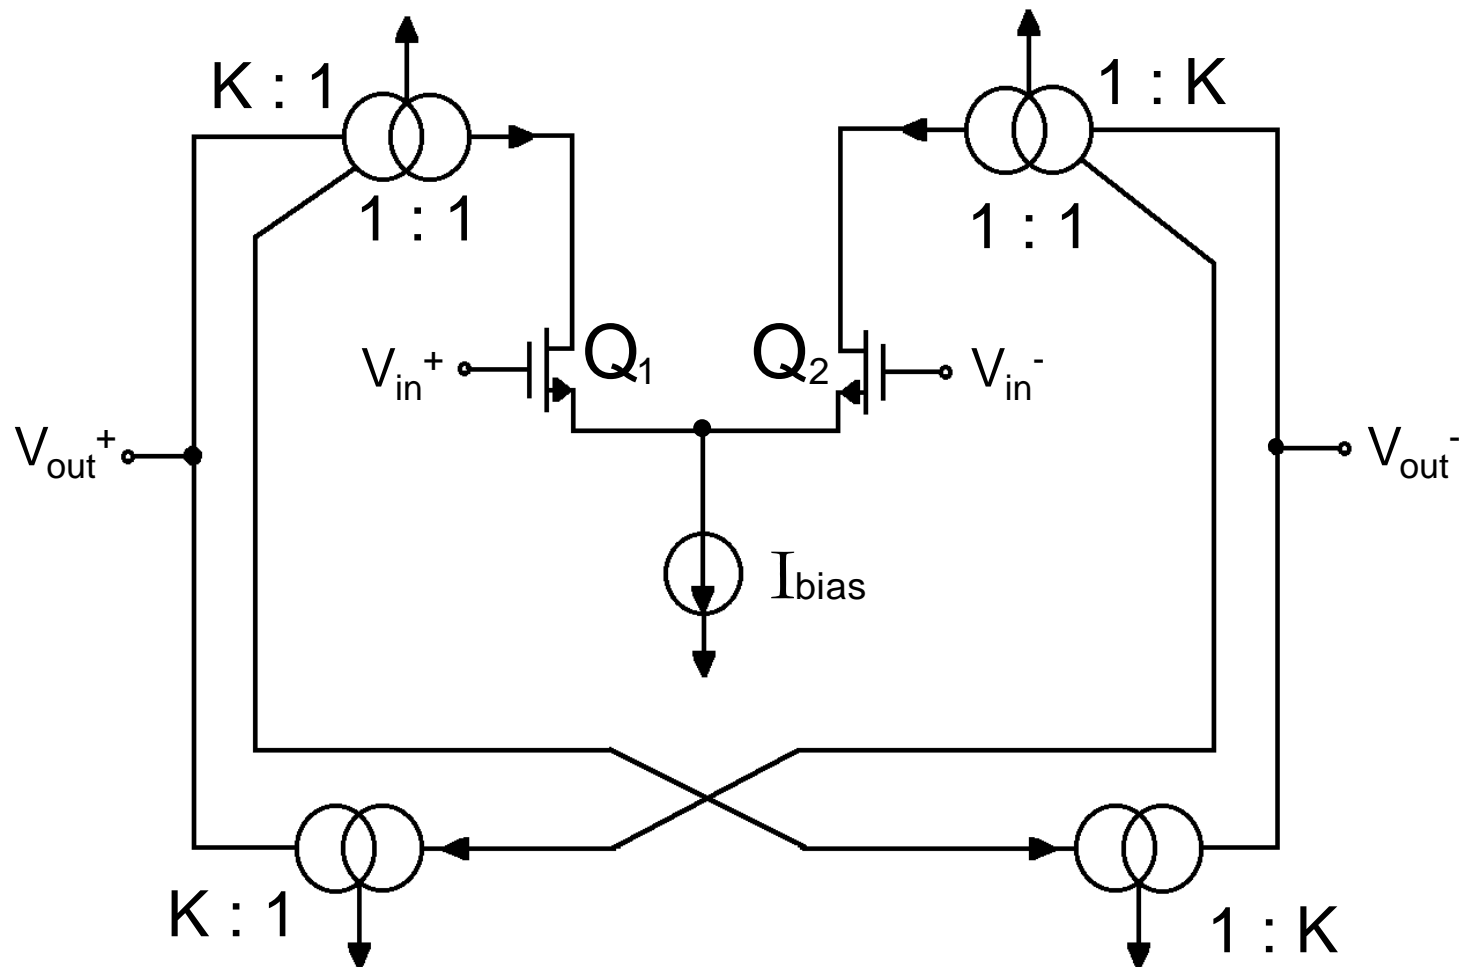 K : 1
1 : K
1 : 1
1 : 1
Q1
Q2
Vin+
Vin-
Vout+
Vout-
Ibias
K : 1
1 : K